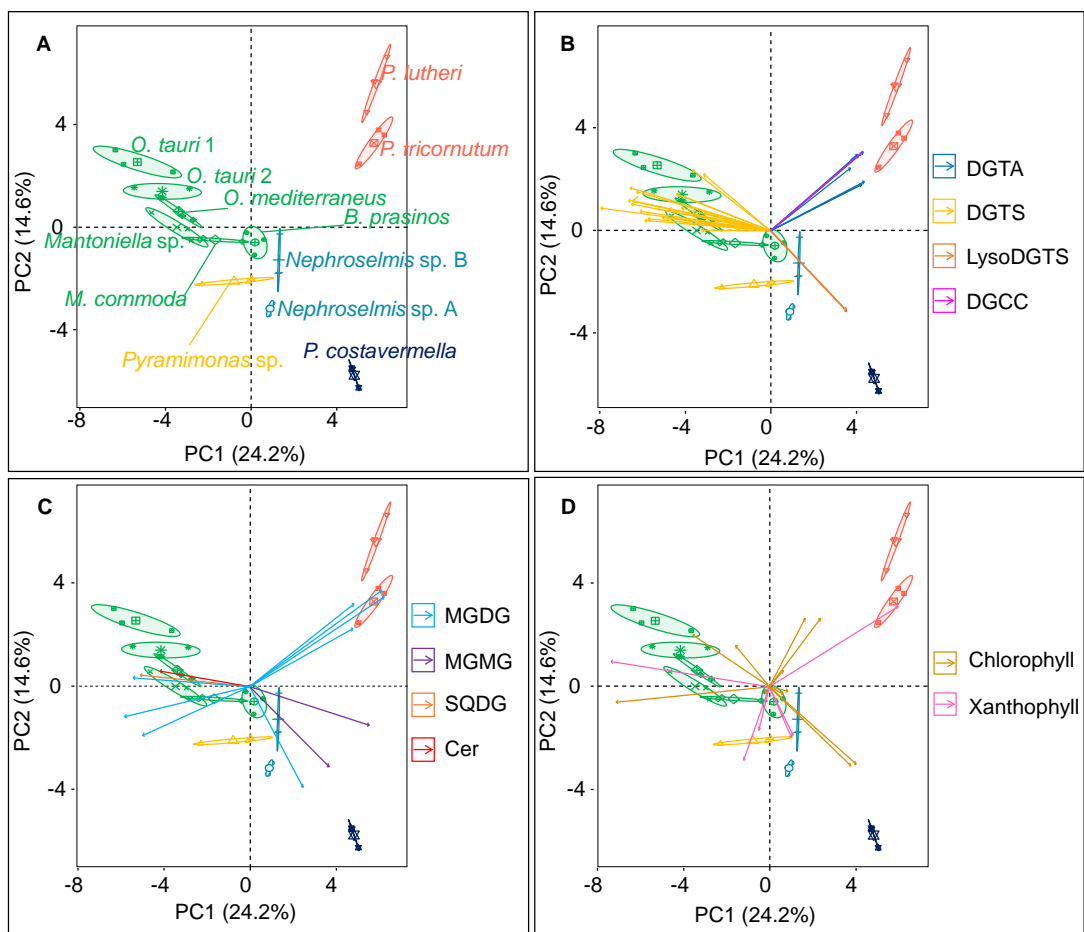 A
P. lutheri
4
P. tricornutum
O. tauri 1
O. tauri 2
O. mediterraneus
B. prasinos
0
Mantoniella sp.
Nephroselmis sp. B
M. commoda
Nephroselmis sp. A
-4
P. costavermella
Pyramimonas sp.
-8
-4
0
4
PC2 (14.6%)
PC1 (24.2%)
B
4
0
-4
-8
-4
0
4
PC2 (14.6%)
PC1 (24.2%)
DGTA
DGTS
LysoDGTS
DGCC
C
4
0
-4
-8
-4
0
4
PC2 (14.6%)
PC1 (24.2%)
MGDG
MGMG
SQDG
Cer
D
4
0
-4
-8
-4
0
4
PC2 (14.6%)
PC1 (24.2%)
Chlorophyll
Xanthophyll